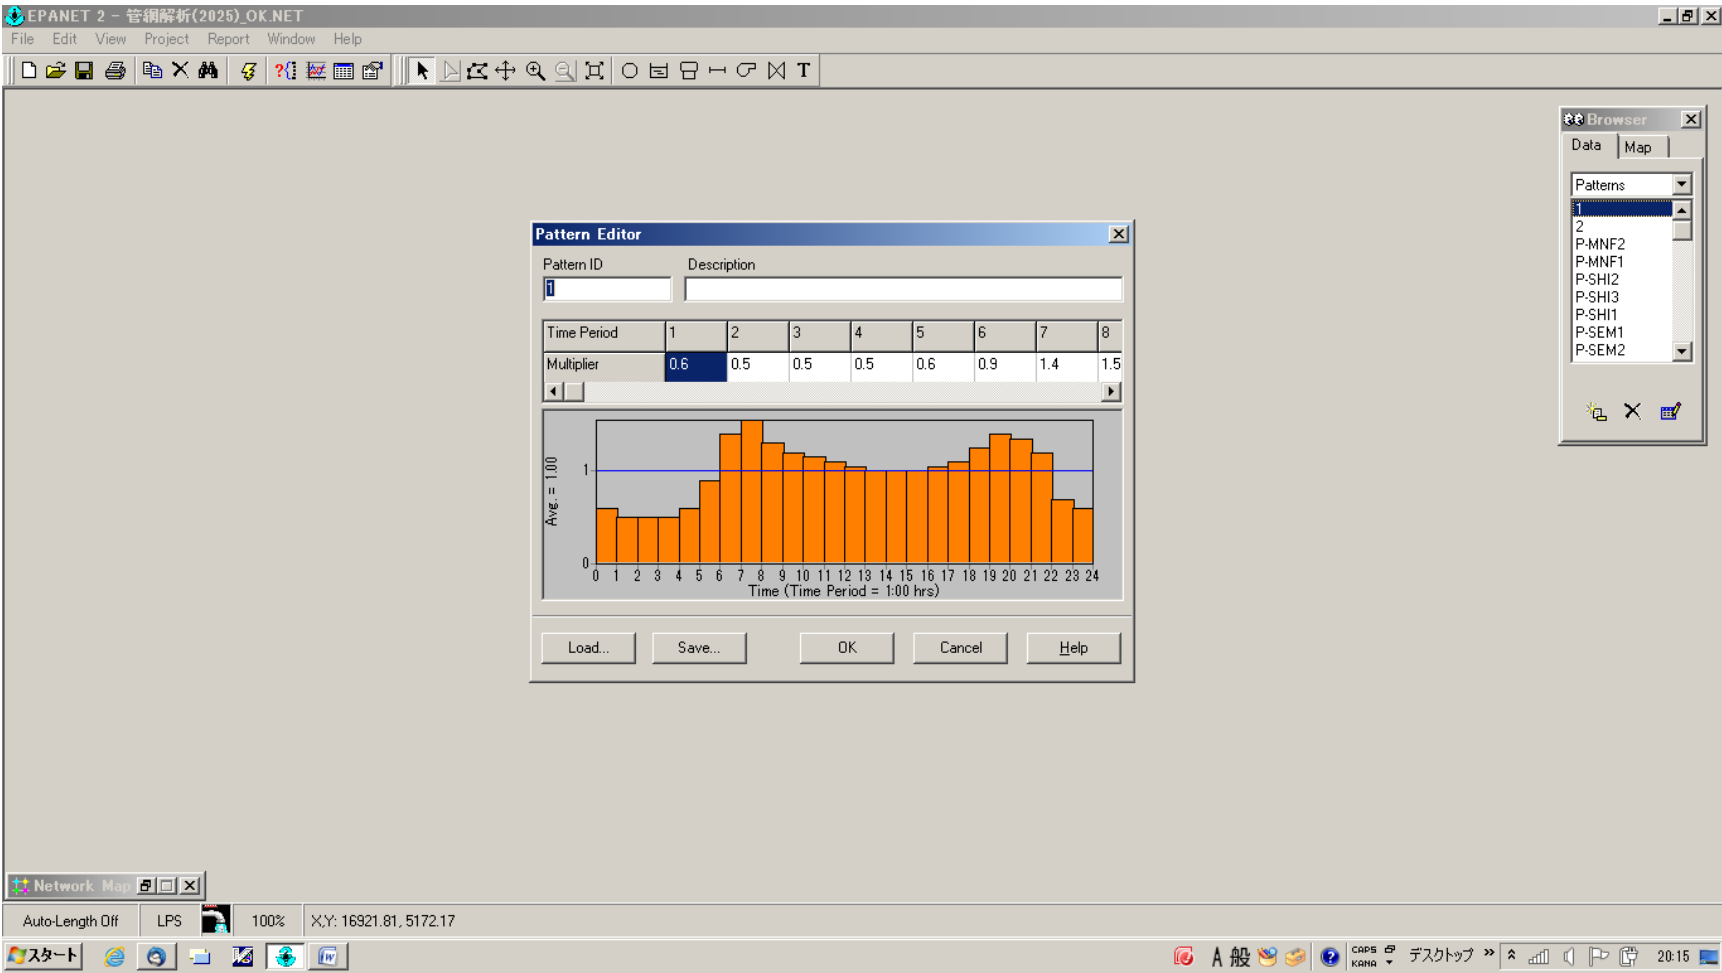 EPANET 2 - 管網解析(2025)_OK.NET
File Edit View Project Report Window Help
T
Browser
Data Map
Patterns
1
2
P-MNF2
P-MNF1
P-SHI2
P-SHI3
P-SHI1
P-SEM1
P-SEM2
Pattern Editor
Pattern ID Description
1
Time Period 1 2 3 4 5 6 7 8
Multiplier 0.6 0.5 0.5 0.5 0.6 0.9 1.4 1.5
Avg. = 1.00
1
0
0 1 2 3 4 5 6 7 8 9 10 11 12 13 14 15 16 17 18 19 20 21 22 23 24
Time (Time Period = 1:00 hrs)
Load... Save... OK Cancel Help
Network Map
Auto-Length Off LPS 100% X,Y: 16921.81, 5172.17
スタート A 般 CAPS KANA デスクトップ 20:15